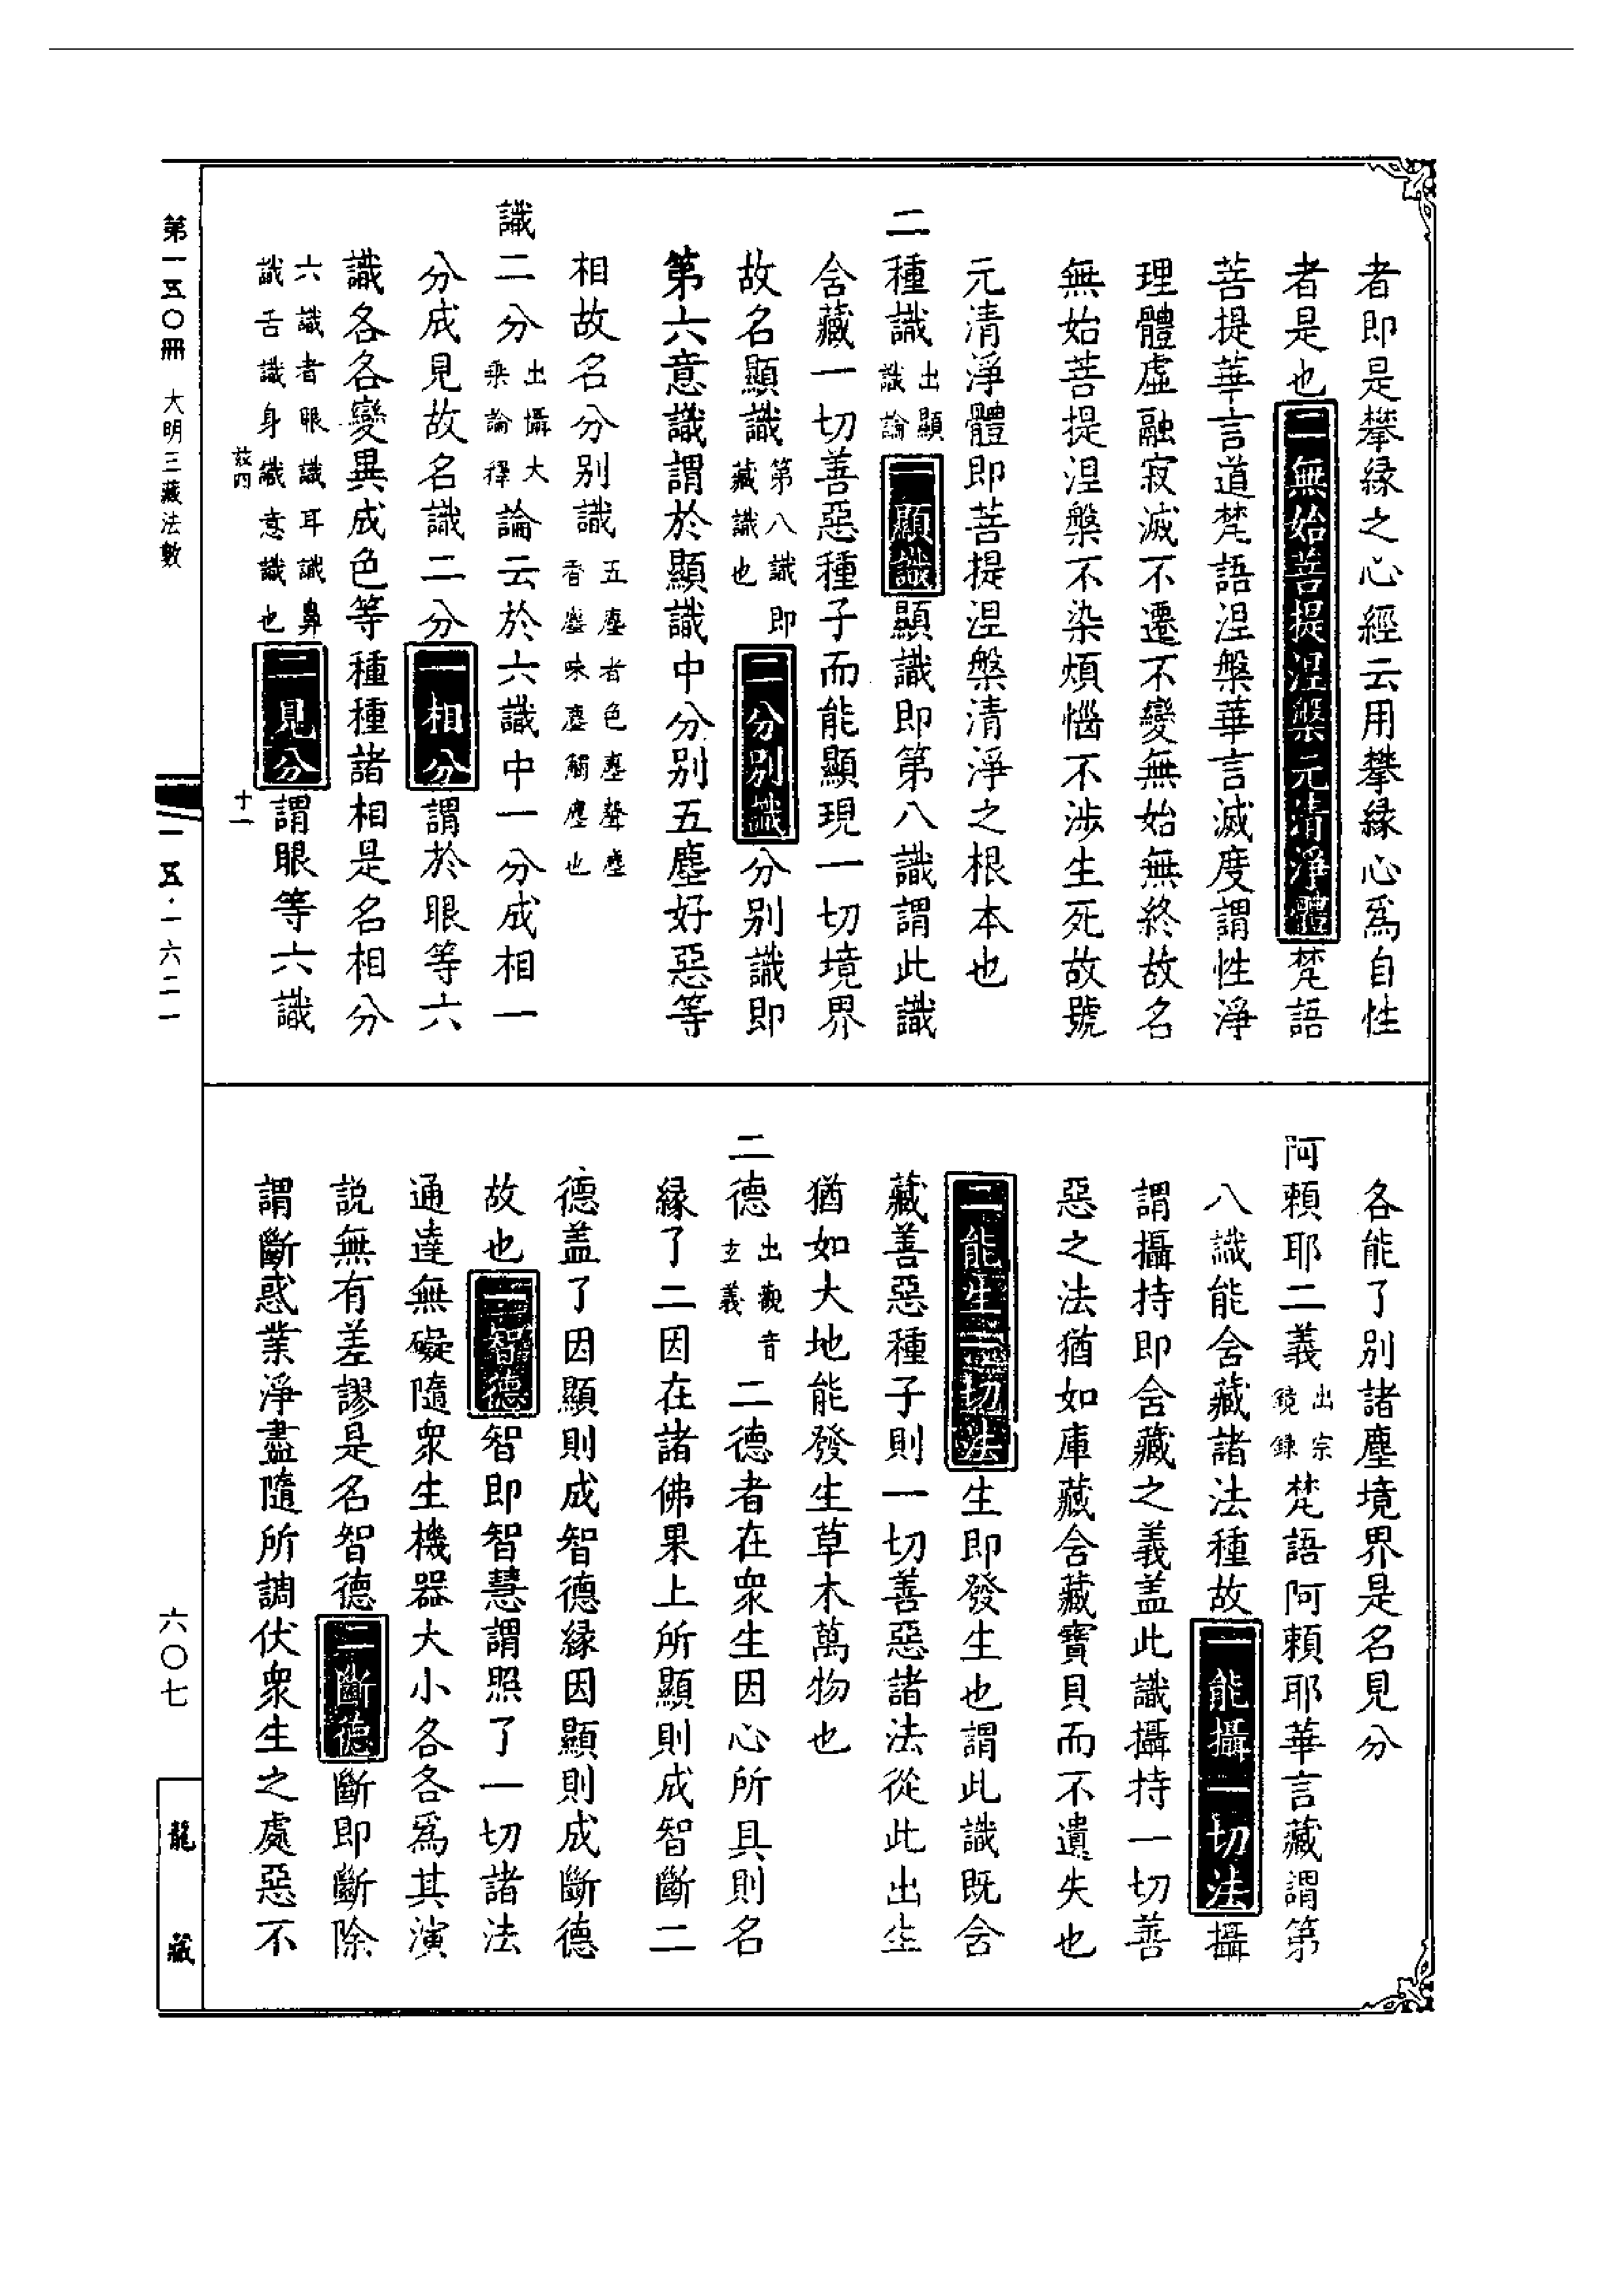 者即是攀緣之心經云用攀緣心爲自性
者是也二無始菩提涅槃元清淨體梵語
菩提華言道梵語涅槃華言滅度謂性淨
理體虛融寂滅不遷不變無始無終故名
無始菩提涅槃不染煩惱不涉生死故號
元清淨體即菩提涅槃清淨之根本也
二種識出顯識論一顯識顯識即第八識謂此識
含藏一切善惡種子而能顯現一切境界
故名顯識第八識即藏識也二分別識分別識即
第六意識謂於顯識中分別五塵好惡等
相故名分別識五塵者色塵聲塵香塵味塵觸塵也
識二分出攝大乘論釋論云於六識中一分成相一
分成見故名識二分一相分謂於眼等六
識各各變異成色等種種諸相是名相分
六識者眼識耳識鼻識舌識身識意識也二見分謂眼等六識
茲四
十一
各能了別諸塵境界是名見分
阿賴耶二義出宗鏡錄梵語阿賴耶華言藏謂第
八識能含藏諸法種故一能攝一切法攝
謂攝持即含藏之義盖此識攝持一切善
惡之法猶如庫藏含藏寶貝而不遺失也
二能生一切法生即發生也謂此識既含
藏善惡種子則一切善惡諸法從此出生
猶如大地能發生草木萬物也
二德出觀音玄義二德者在衆生因心所具則名
緣了二因在諸佛果上所顯則成智斷二
德盖了因顯則成智德緣因顯則成斷德
故也一智德智即智慧謂照了一切諸法
通達無礙隨衆生機器大小各各爲其演
説無有差謬是名智德二斷德斷即斷除
謂斷惑業淨盡隨所調伏衆生之處惡不
第一五〇冊 大明三藏法數
一五·一六二一
六〇七
龍藏